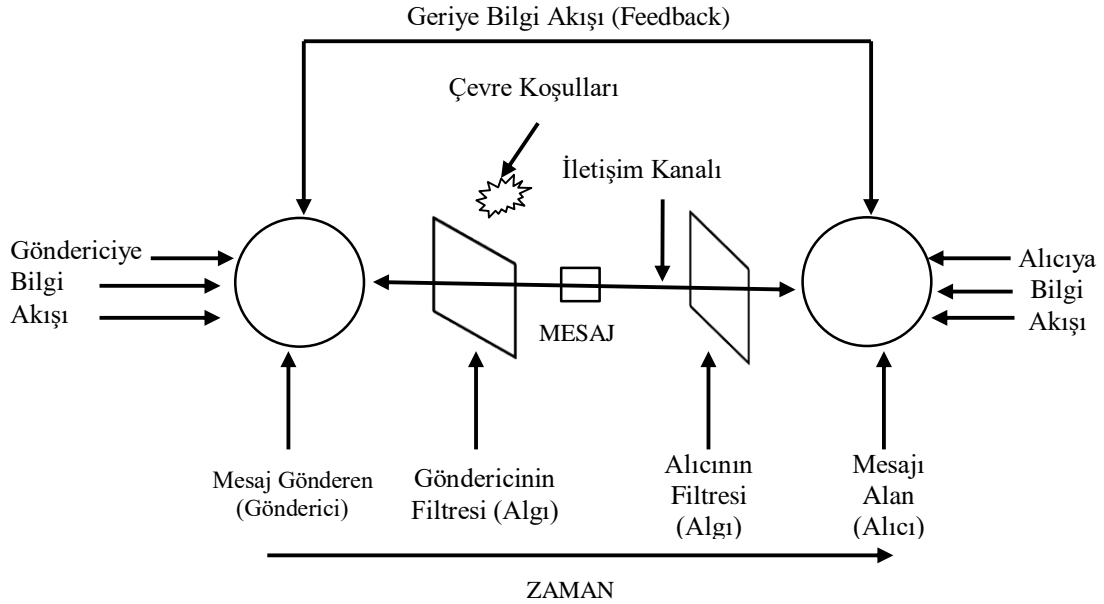 Geriye Bilgi Akışı (Feedback)
Çevre Koşulları
İletişim Kanalı
Göndericiye
Bilgi
Akışı
Alıcıya
Bilgi
Akışı
MESAJ
Mesaj Gönderen
(Gönderici)
Göndericinin
Filtresi (Algı)
Alıcının
Filtresi
(Algı)
Mesajı
Alan
(Alıcı)
ZAMAN